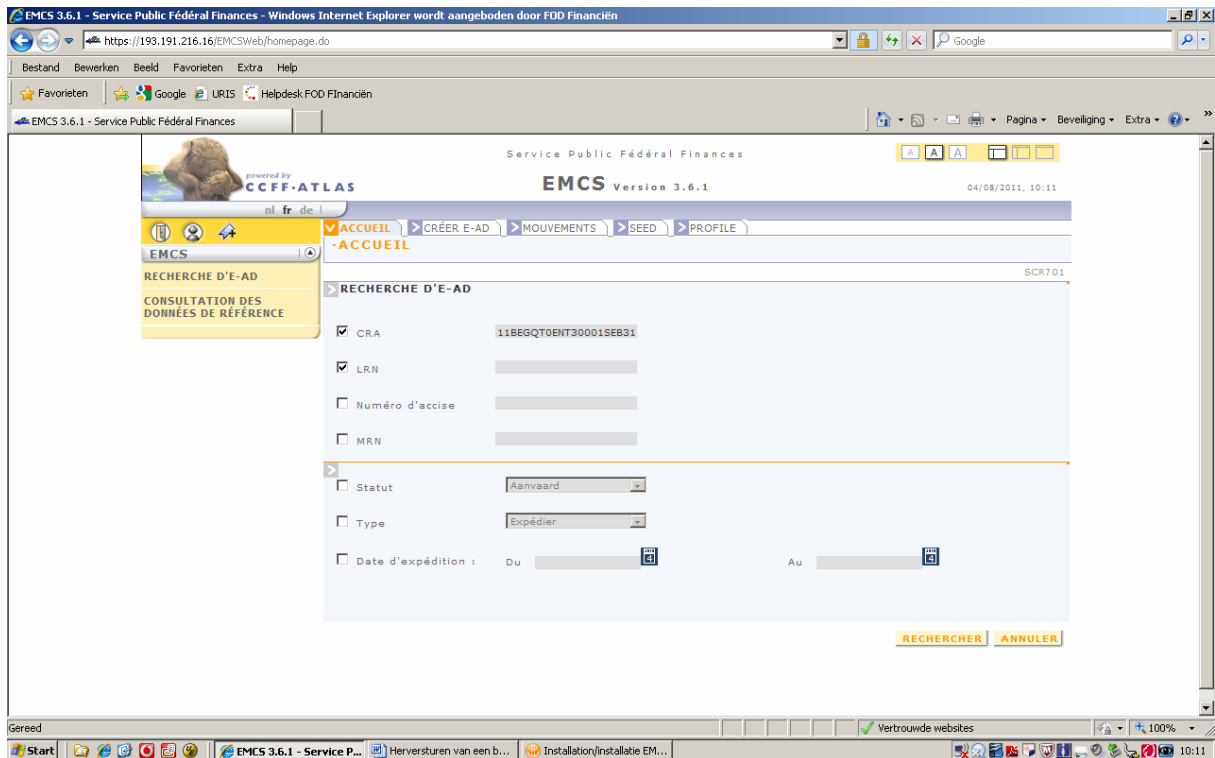 EMCS 3.6.1 - Service Public Fédéral Finances - Windows Internet Explorer wordt aangeboden door FOD Financiën
https://193.191.216.16/EMCSWeb/homepage.do
Google
Bestand Bewerken Beeld Favorieten Extra Help
Favorieten Google URIS Helpdesk FOD FInanciën
EMCS 3.6.1 - Service Public Fédéral Finances
Pagina Beveiliging Extra
Service Public Fédéral Finances
A A A
powered by
CCFF·ATLAS
EMCS Version 3.6.1
04/08/2011, 10:11
nl fr de
ACCUEIL CRÉER E-AD MOUVEMENTS SEED PROFILE
·ACCUEIL
EMCS
SCR701
RECHERCHE D'E-AD
CONSULTATION DES
DONNÉES DE RÉFÉRENCE
RECHERCHE D'E-AD
CRA 11BEGQT0ENT30001SEB31
LRN
Numéro d'accise
MRN
Statut Aanvaard
Type Expédier
Date d'expédition : Du 4 Au 4
RECHERCHER ANNULER
Gereed
Vertrouwde websites
100%
Start
EMCS 3.6.1 - Service P...
Herversturen van een b...
Installation/installatie EM...
10:11